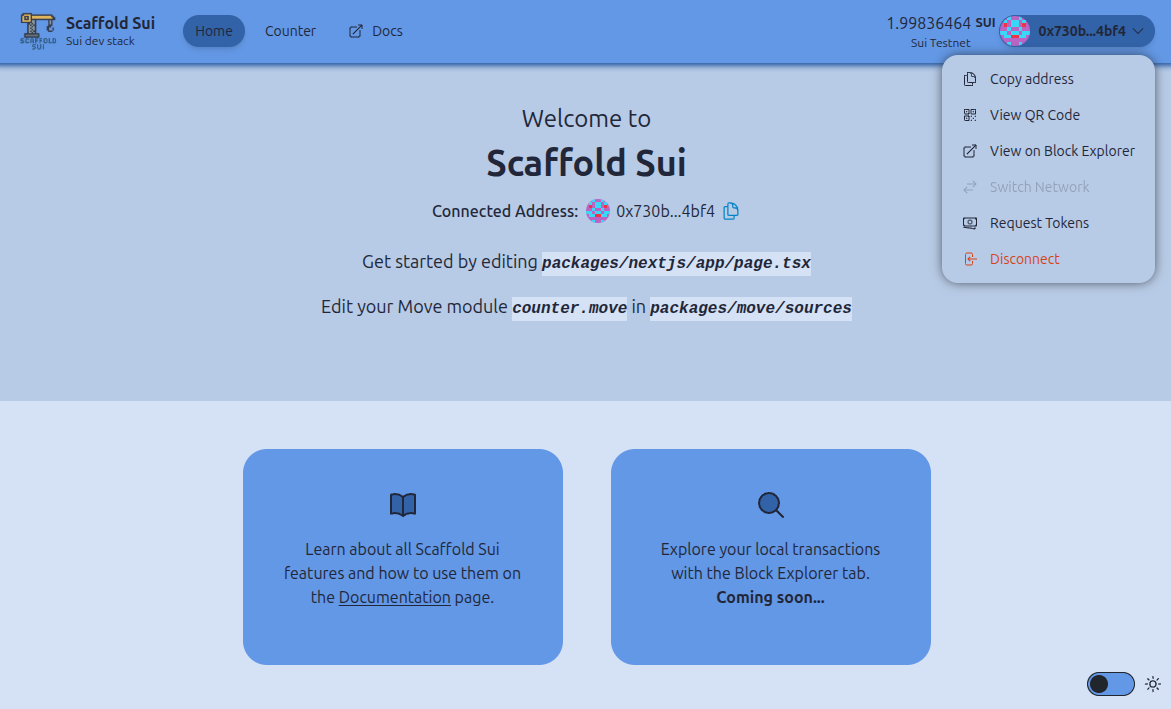 Scaffold Sui
Sui dev stack
SCAFFOLD
SUI
Home
Counter
Docs
1.99836464 SUI
Sui Testnet
0x730b...4bf4
Copy address
View QR Code
View on Block Explorer
Switch Network
Request Tokens
Disconnect
Welcome to
Scaffold Sui
Connected Address: 0x730b...4bf4
Get started by editing packages/nextjs/app/page.tsx
Edit your Move module counter.move in packages/move/sources
Learn about all Scaffold Sui
features and how to use them on
the Documentation page.
Explore your local transactions
with the Block Explorer tab.
Coming soon...